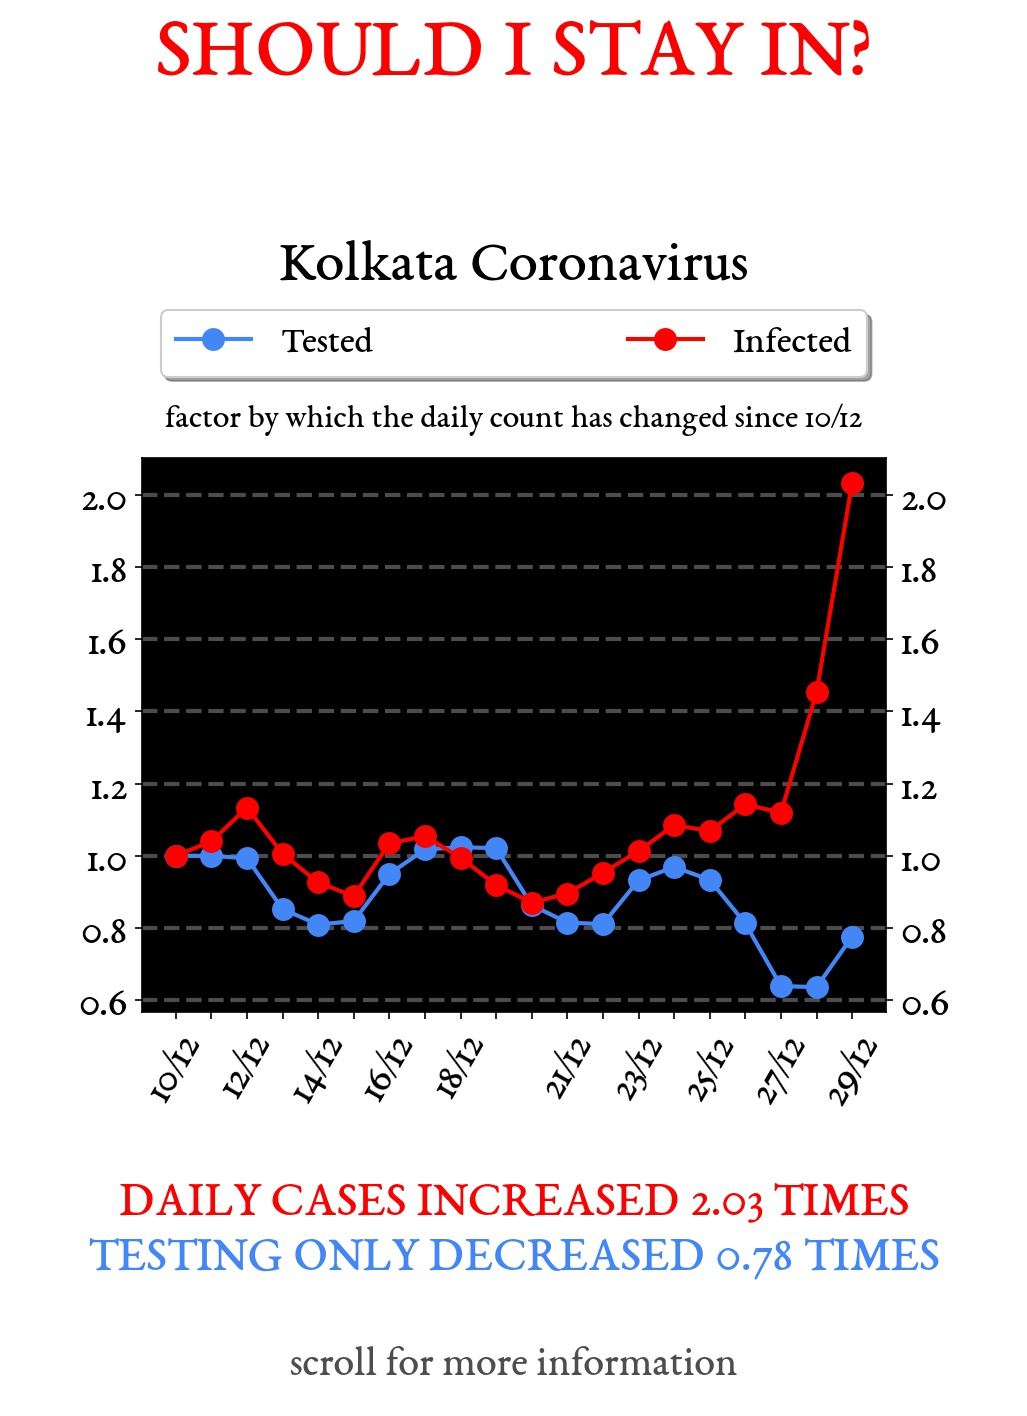 SHOULD I STAY IN?
Kolkata Coronavirus
Tested Infected
factor by which the daily count has changed since 10/12
2.0 2.0
1.8 1.8
1.6 1.6
1.4 1.4
1.2 1.2
1.0 1.0
0.8 0.8
0.6 0.6
10/12 12/12 14/12 16/12 18/12 21/12 23/12 25/12 27/12 29/12
DAILY CASES INCREASED 2.03 TIMES
TESTING ONLY DECREASED 0.78 TIMES
scroll for more information